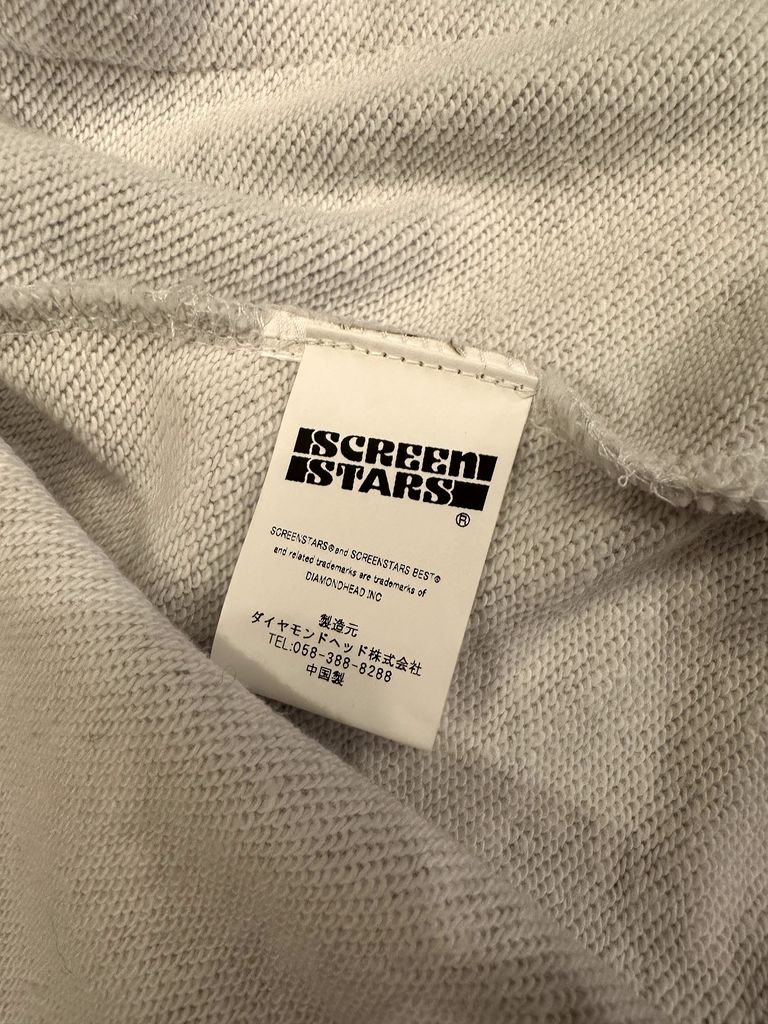 SCREEN
STARS
®
SCREENSTARS® and SCREENSTARS BEST®
and related trademarks are trademarks of
DIAMONDHEAD.INC
製造元
ダイヤモンドヘッド株式会社
TEL:058-388-8288
中国製